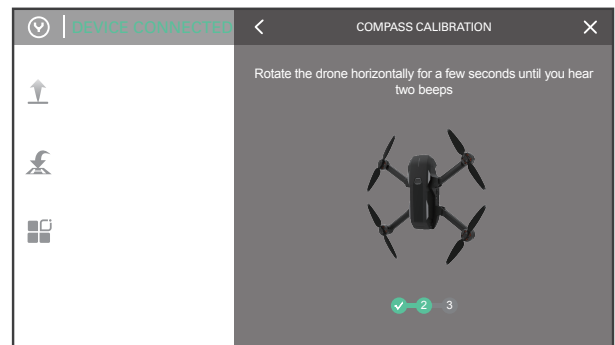 DEVICE CONNECTED
COMPASS CALIBRATION
Rotate the drone horizontally for a few seconds until you hear
two beeps
2 3